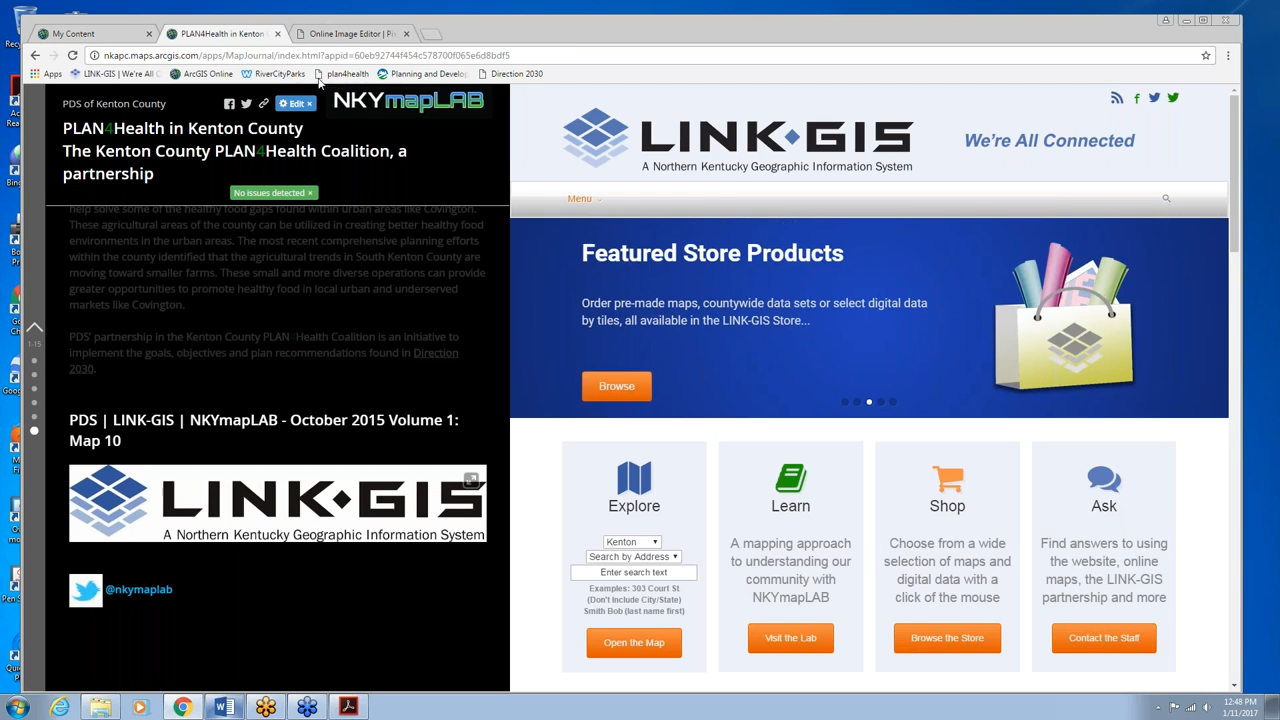 My Content
PLAN4Health in Kenton
Online Image Editor | Pi
nkapc.maps.arcgis.com/apps/MapJournal/index.html?appid=60eb92744f454c578700f065e6d8bdf5
Apps
LINK-GIS | We're All C
ArcGIS Online
RiverCityParks
plan4health
Planning and Develo
Direction 2030
PDS of Kenton County
Edit ×
NKYmapLAB
PLAN4Health in Kenton County
The Kenton County PLAN4Health Coalition, a
partnership
No issues detected ×
help solve some of the healthy food gaps found within urban areas like Covington.
These agricultural areas of the county can be utilized in creating better healthy food
environments in the urban areas. The most recent comprehensive planning efforts
within the county identified that the agricultural trends in South Kenton County are
moving toward smaller farms. These small and more diverse operations can provide
greater opportunities to promote healthy food in local urban and underserved
markets like Covington.
1-15
PDS' partnership in the Kenton County PLAN Health Coalition is an initiative to
implement the goals, objectives and plan recommendations found in Direction
2030.
PDS | LINK-GIS | NKYmapLAB - October 2015 Volume 1:
Map 10
LINK·GIS
A Northern Kentucky Geographic Information System
@nkymaplab
LINK·GIS
A Northern Kentucky Geographic Information System
We're All Connected
Menu
Featured Store Products
Order pre-made maps, countywide data sets or select digital data
by tiles, all available in the LINK-GIS Store...
Browse
Explore
Kenton
Search by Address
Enter search text
Examples: 303 Court St
(Don't Include City/State)
Smith Bob (last name first)
Open the Map
Learn
A mapping approach
to understanding our
community with
NKYmapLAB
Visit the Lab
Shop
Choose from a wide
selection of maps and
digital data with a
click of the mouse
Browse the Store
Ask
Find answers to using
the website, online
maps, the LINK-GIS
partnership and more
Contact the Staff
12:48 PM
1/11/2017